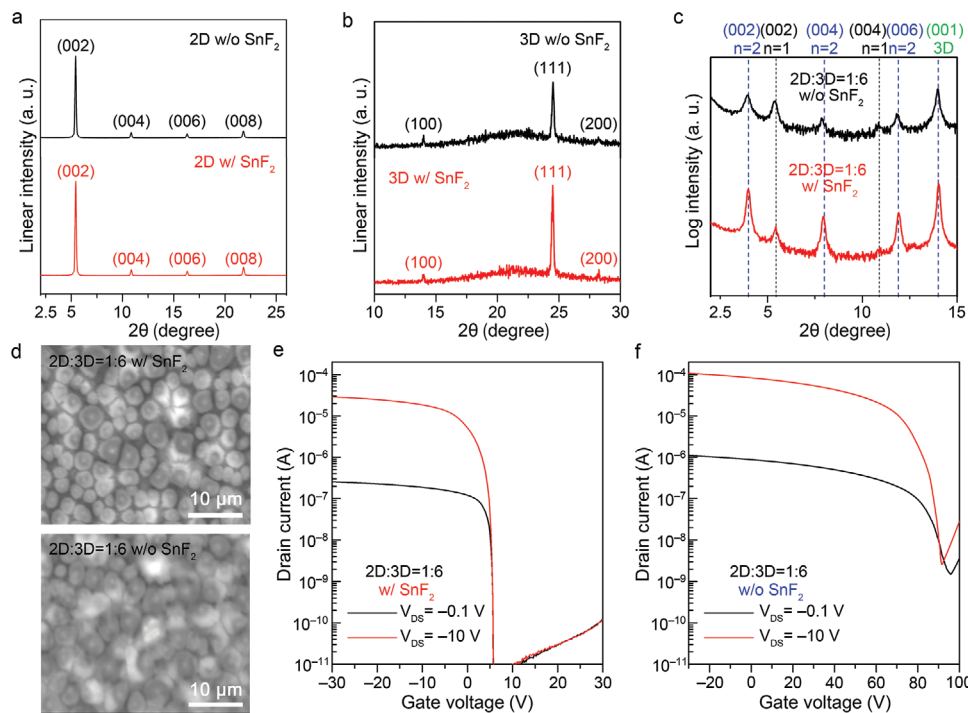 a
(002)
2D w/o SnF2
(004)
(006)
(008)
(002)
2D w/ SnF2
(004)
(006)
(008)
Linear intensity (a. u.)
2.5 5 10 15 20 25
2θ (degree)
b
3D w/o SnF2
(111)
(100)
(200)
3D w/ SnF2
(111)
(100)
(200)
Linear intensity (a. u.)
10 15 20 25 30
2θ (degree)
c
(002) (002) (004) (004) (006) (001)
n=2 n=1 n=2 n=1 n=2 3D
2D:3D=1:6
w/o SnF2
2D:3D=1:6
w/ SnF2
Log intensity (a. u.)
2.5 5 10 15
2θ (degree)
d
2D:3D=1:6 w/ SnF2
10 µm
2D:3D=1:6 w/o SnF2
10 µm
e
10⁻⁴
10⁻⁵
10⁻⁶
10⁻⁷
10⁻⁸
10⁻⁹
10⁻¹⁰
10⁻¹¹
Drain current (A)
2D:3D=1:6
w/ SnF2
VDS= –0.1 V
VDS= –10 V
–30 –20 –10 0 10 20 30
Gate voltage (V)
f
10⁻⁴
10⁻⁵
10⁻⁶
10⁻⁷
10⁻⁸
10⁻⁹
10⁻¹⁰
10⁻¹¹
Drain current (A)
2D:3D=1:6
w/o SnF2
VDS= –0.1 V
VDS= –10 V
–20 0 20 40 60 80 100
Gate voltage (V)